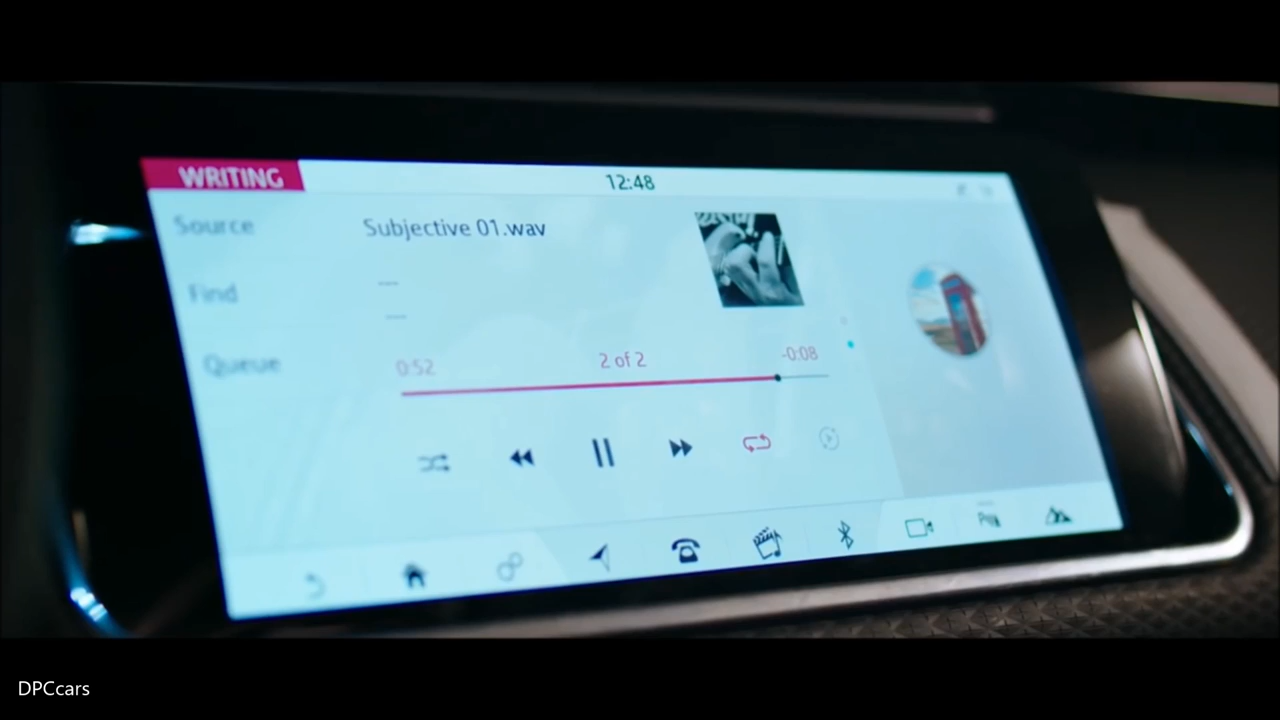 WRITING
12:48
Source
Subjective 01.wav
Find
---
---
Queue
0:52
2 of 2
-0:08
DPCcars